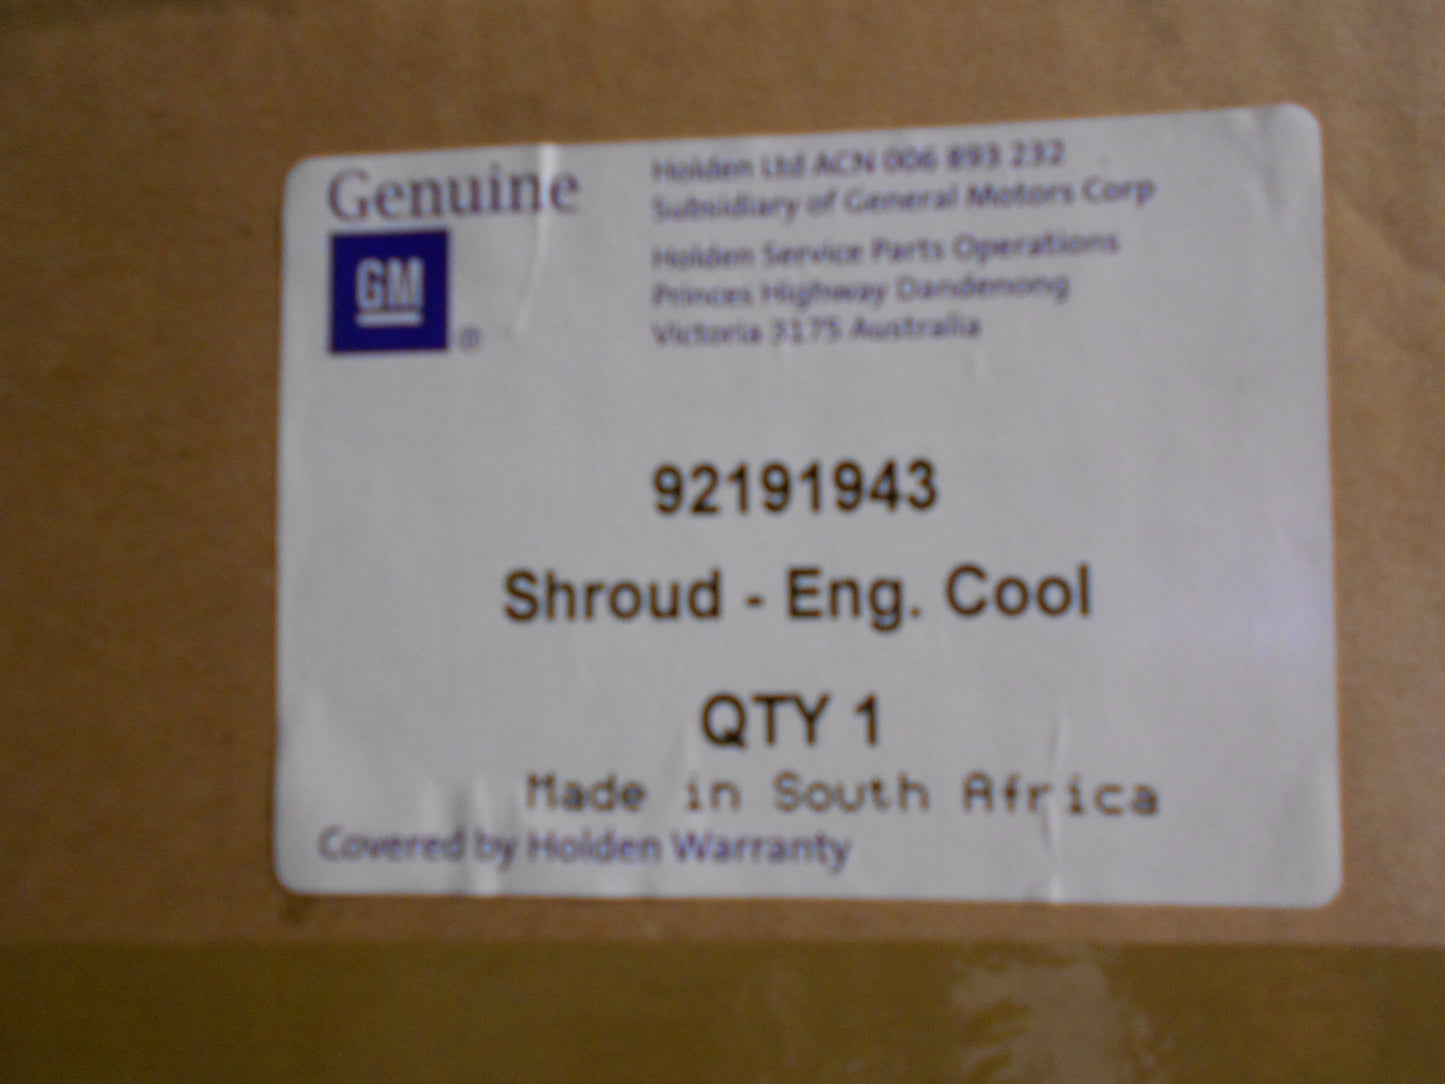 Genuine
GM
®
Holden Ltd ACN 006 893 232
Subsidiary of General Motors Corp
Holden Service Parts Operations
Princes Highway Dandenong
Victoria 3175 Australia
92191943
Shroud - Eng. Cool
QTY 1
Made in South Africa
Covered by Holden Warranty